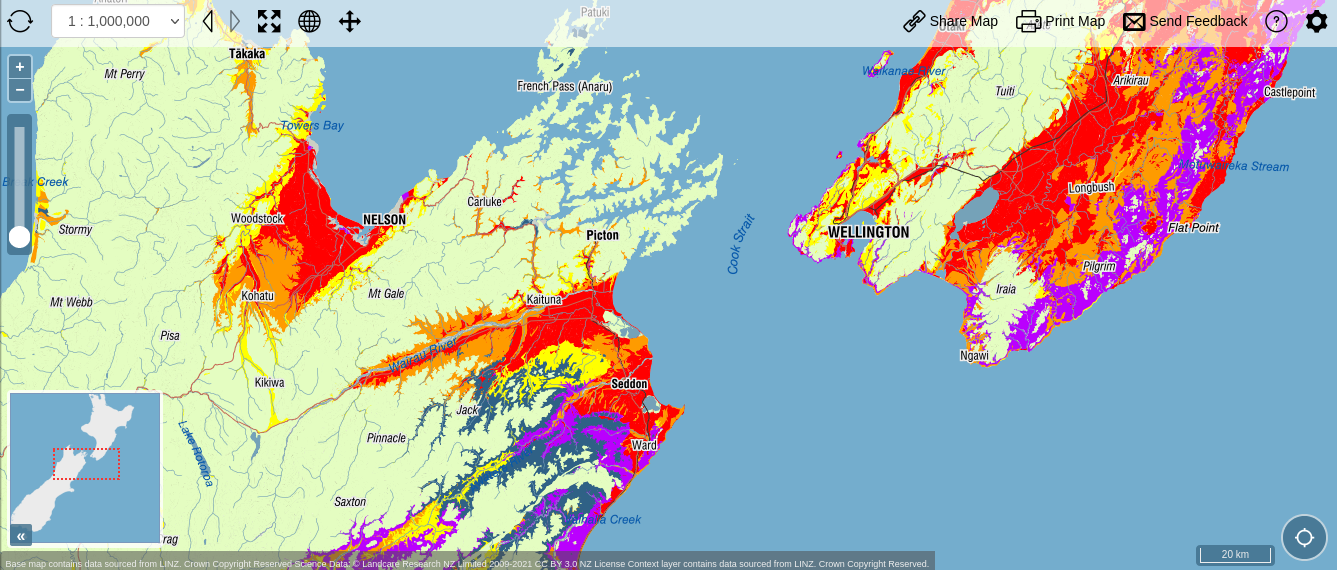 1 : 1,000,000
Share Map
Print Map
Send Feedback
?
Patuki
Tākaka
Mt Perry
French Pass (Anaru)
Waikanae River
Tuiti
Arikirau
Castlepoint
Towers Bay
Longbush
Woodstock
NELSON
Carluke
Stormy
Picton
WELLINGTON
Flat Point
Cook Strait
Pilgrim
Iraia
Mt Webb
Kohatu
Mt Gale
Kaituna
Pisa
Wairau River
Ngawi
Kikiwa
Seddon
Jack
Pinnacle
Ward
Lake Rotoroa
Saxton
rag
«
20 km
Base map contains data sourced from LINZ. Crown Copyright Reserved Science Data: © Landcare Research NZ Limited 2009-2021 CC BY 3.0 NZ License Context layer contains data sourced from LINZ. Crown Copyright Reserved.